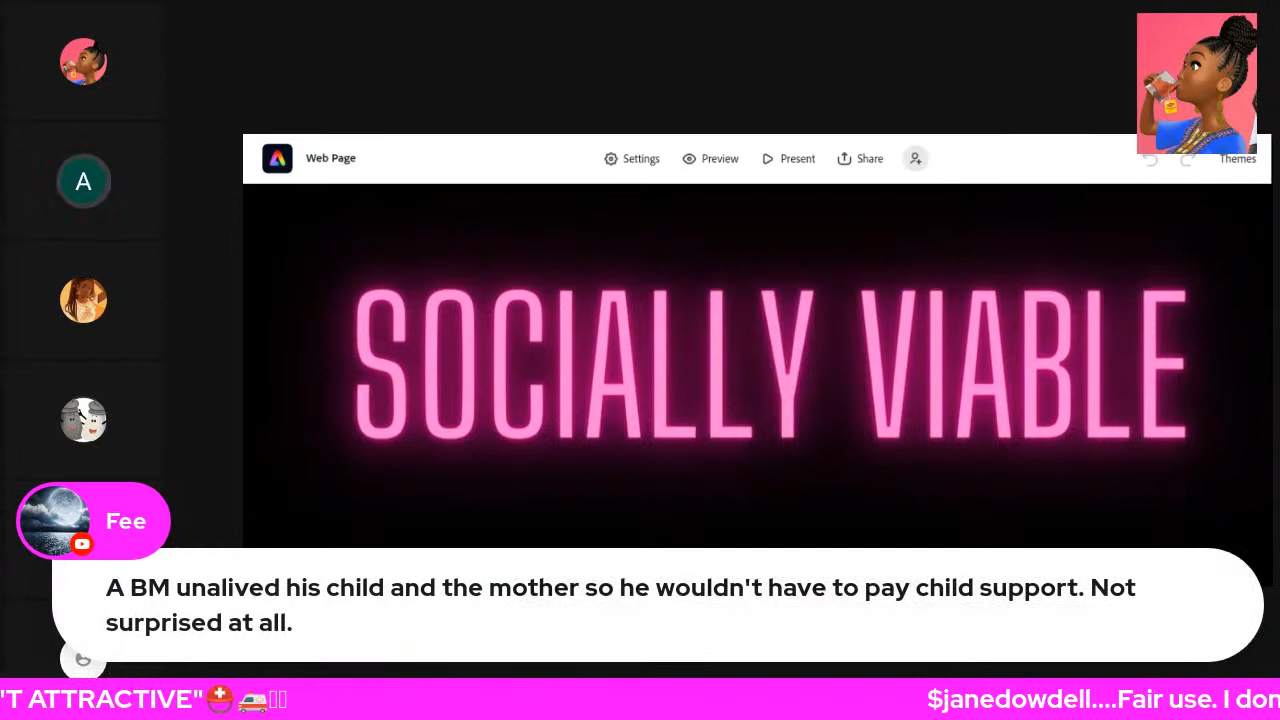 A
Web Page
Settings
Preview
Present
Share
Themes
SOCIALLY VIABLE
Fee
A BM unalived his child and the mother so he wouldn't have to pay child support. Not
surprised at all.
'T ATTRACTIVE"
$janedowdell....Fair use. I don